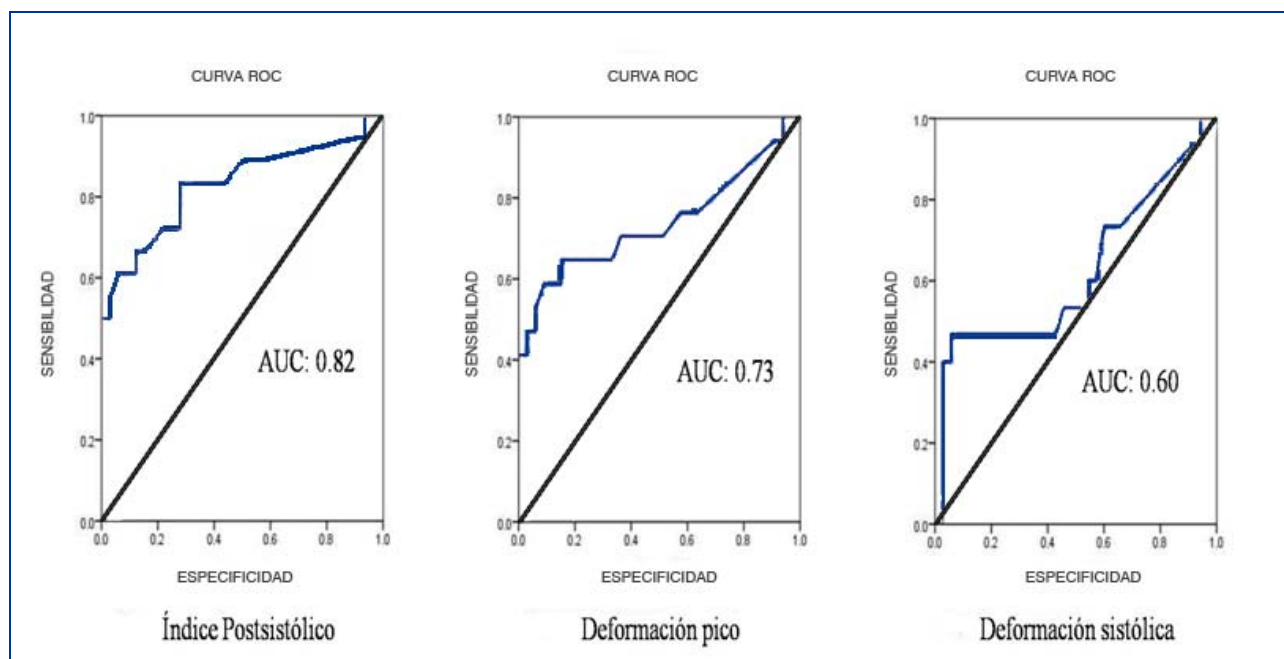 CURVA ROC
1.0
0.8
0.6
0.4
0.2
0.0
SENSIBILIDAD
AUC: 0.82
0.0 0.2 0.4 0.6 0.8 1.0
ESPECIFICIDAD
Índice Postsistólico
CURVA ROC
1.0
0.8
0.6
0.4
0.2
0.0
SENSIBILIDAD
AUC: 0.73
0.0 0.2 0.4 0.6 0.8 1.0
ESPECIFICIDAD
Deformación pico
CURVA ROC
1.0
0.8
0.6
0.4
0.2
0.0
SENSIBILIDAD
AUC: 0.60
0.0 0.2 0.4 0.6 0.8 1.0
ESPECIFICIDAD
Deformación sistólica